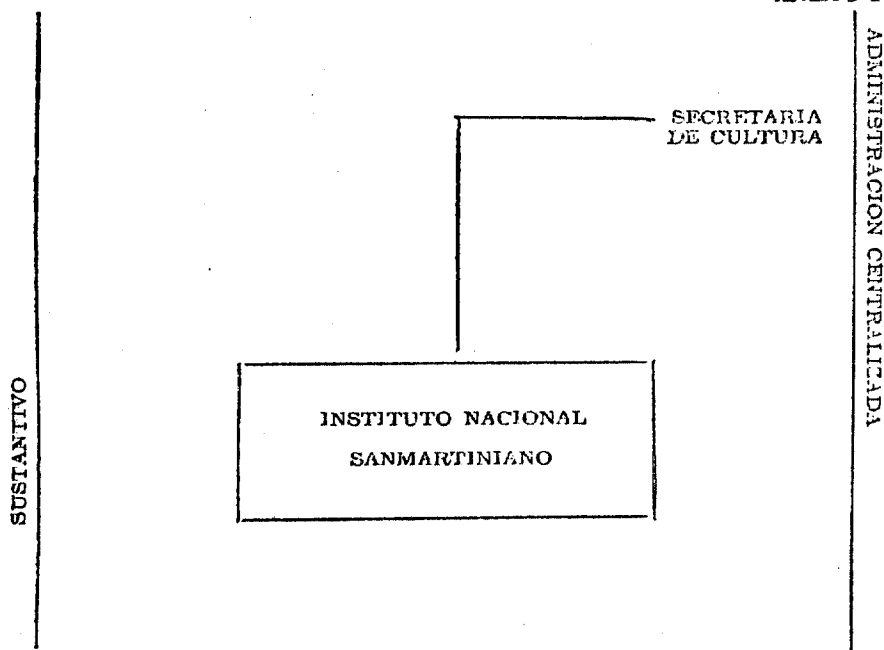 SECRETARIA
DE CULTURA
ADMINISTRACION CENTRALIZADA
INSTITUTO NACIONAL
SANMARTINIANO
SUSTANTIVO